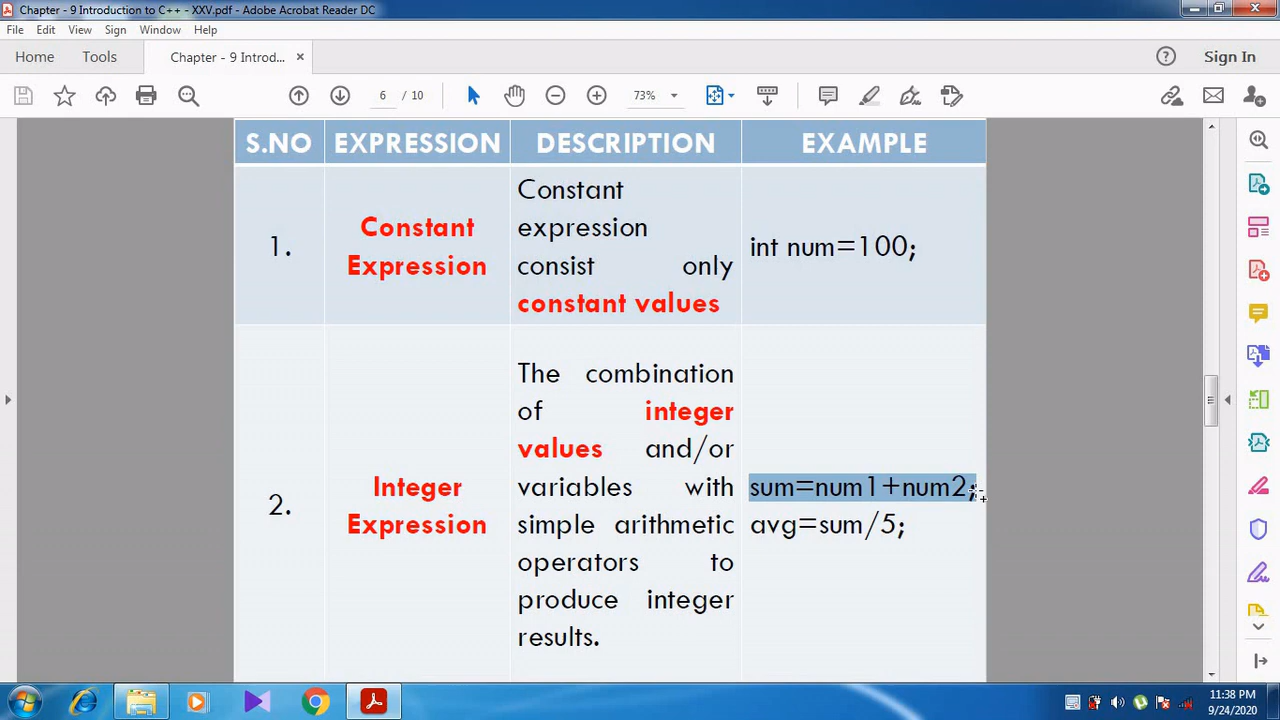 Chapter - 9 Introduction to C++ - XXV.pdf - Adobe Acrobat Reader DC
File Edit View Sign Window Help
Home Tools Chapter - 9 Introd... × Sign In
6 / 10 73%
S.NO EXPRESSION DESCRIPTION EXAMPLE
1.
Constant
Expression
Constant
expression
consist only
constant values
int num=100;
2.
Integer
Expression
The combination
of integer
values and/or
variables with
simple arithmetic
operators to
produce integer
results.
sum=num1+num2;
avg=sum/5;
11:38 PM
9/24/2020